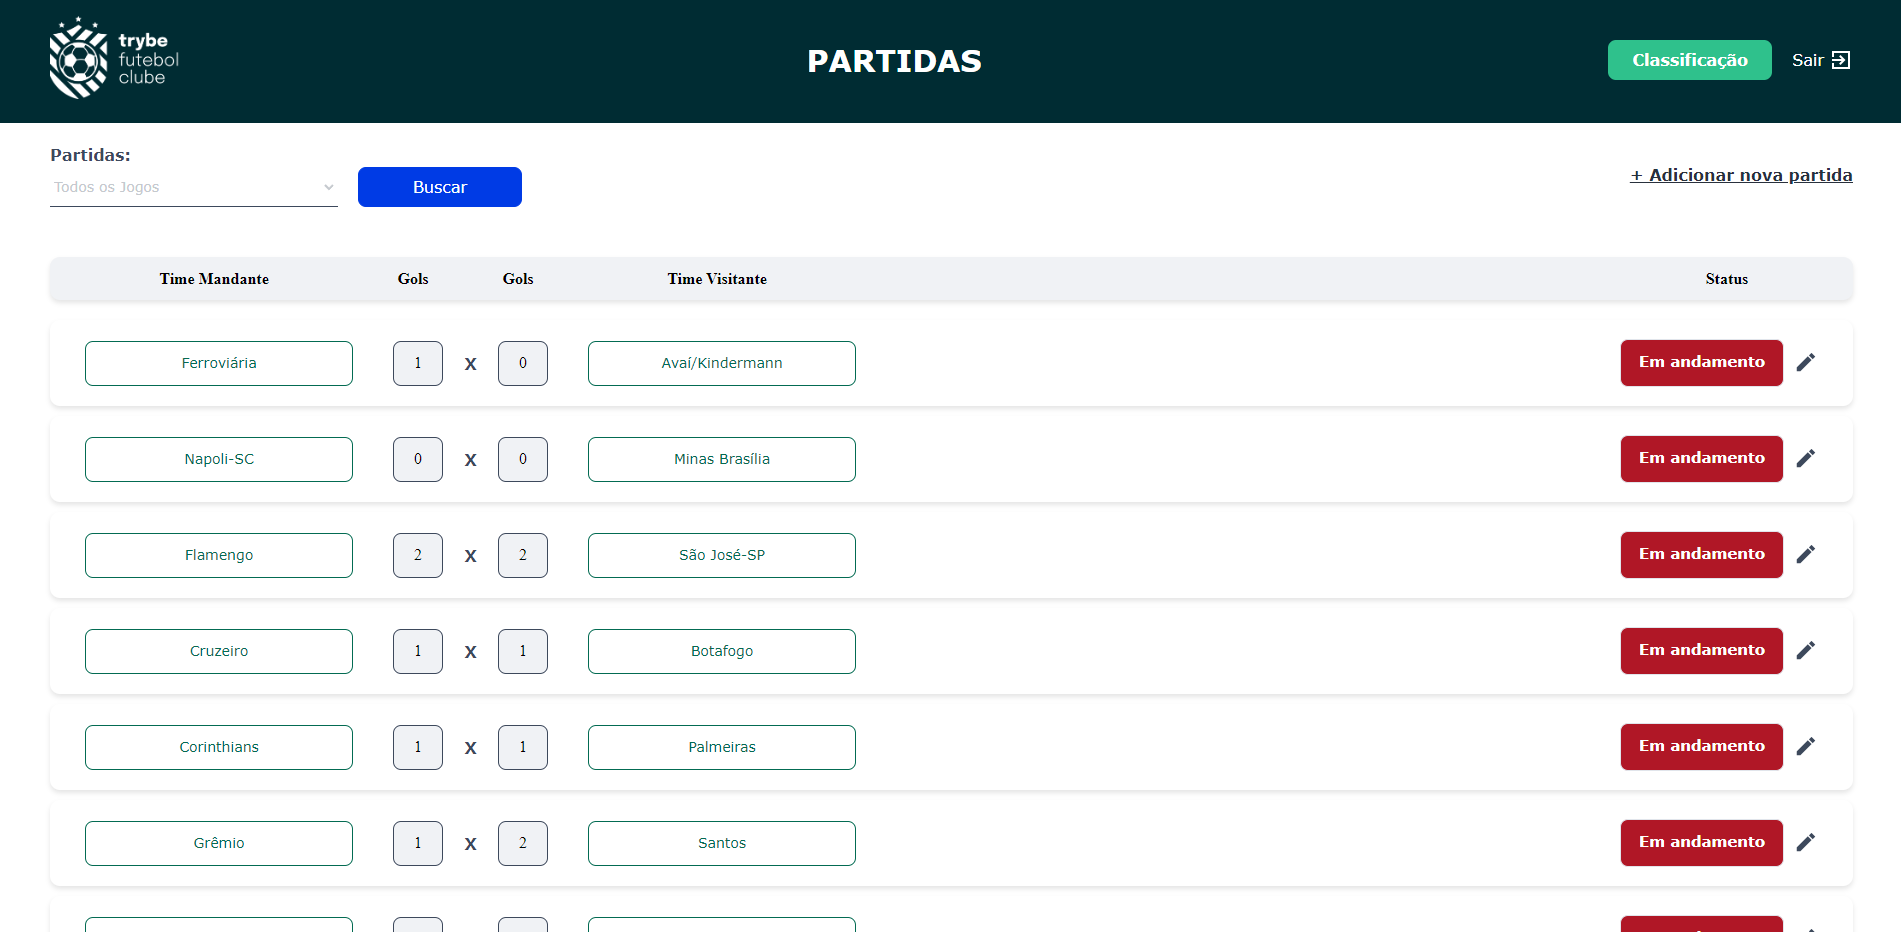 trybe
futebol
clube
PARTIDAS
Classificação
Sair
Partidas:
Todos os Jogos
Buscar
+ Adicionar nova partida
Time Mandante Gols Gols Time Visitante Status
Ferroviária 1 X 0 Avaí/Kindermann Em andamento
Napoli-SC 0 X 0 Minas Brasília Em andamento
Flamengo 2 X 2 São José-SP Em andamento
Cruzeiro 1 X 1 Botafogo Em andamento
Corinthians 1 X 1 Palmeiras Em andamento
Grêmio 1 X 2 Santos Em andamento